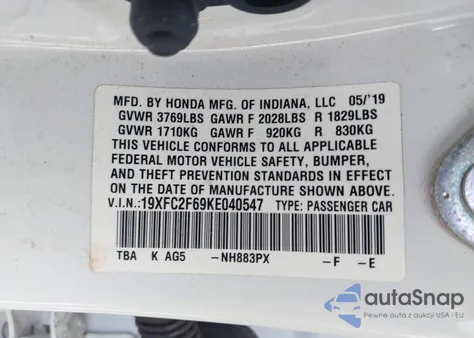 MFD. BY HONDA MFG. OF INDIANA, LLC 05/'19
GVWR 3769LBS GAWR F 2028LBS R 1829LBS
GVWR 1710KG GAWR F 920KG R 830KG
THIS VEHICLE CONFORMS TO ALL APPLICABLE
FEDERAL MOTOR VEHICLE SAFETY, BUMPER,
AND THEFT PREVENTION STANDARDS IN EFFECT
ON THE DATE OF MANUFACTURE SHOWN ABOVE.
V.I.N.:19XFC2F69KE040547 TYPE: PASSENGER CAR
TBA K AG5 -NH883PX -F -E
autoSnap
Pewne auta z USA i EU